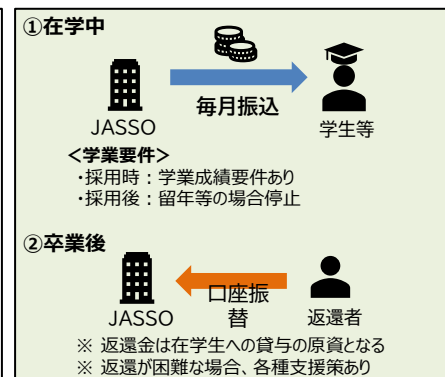 ①在学中
毎月振込
JASSO
学生等
<学業要件>
・採用時：学業成績要件あり
・採用後：留年等の場合停止
②卒業後
口座振
替
JASSO
返還者
※ 返還金は在学生への貸与の原資となる
※ 返還が困難な場合、各種支援策あり